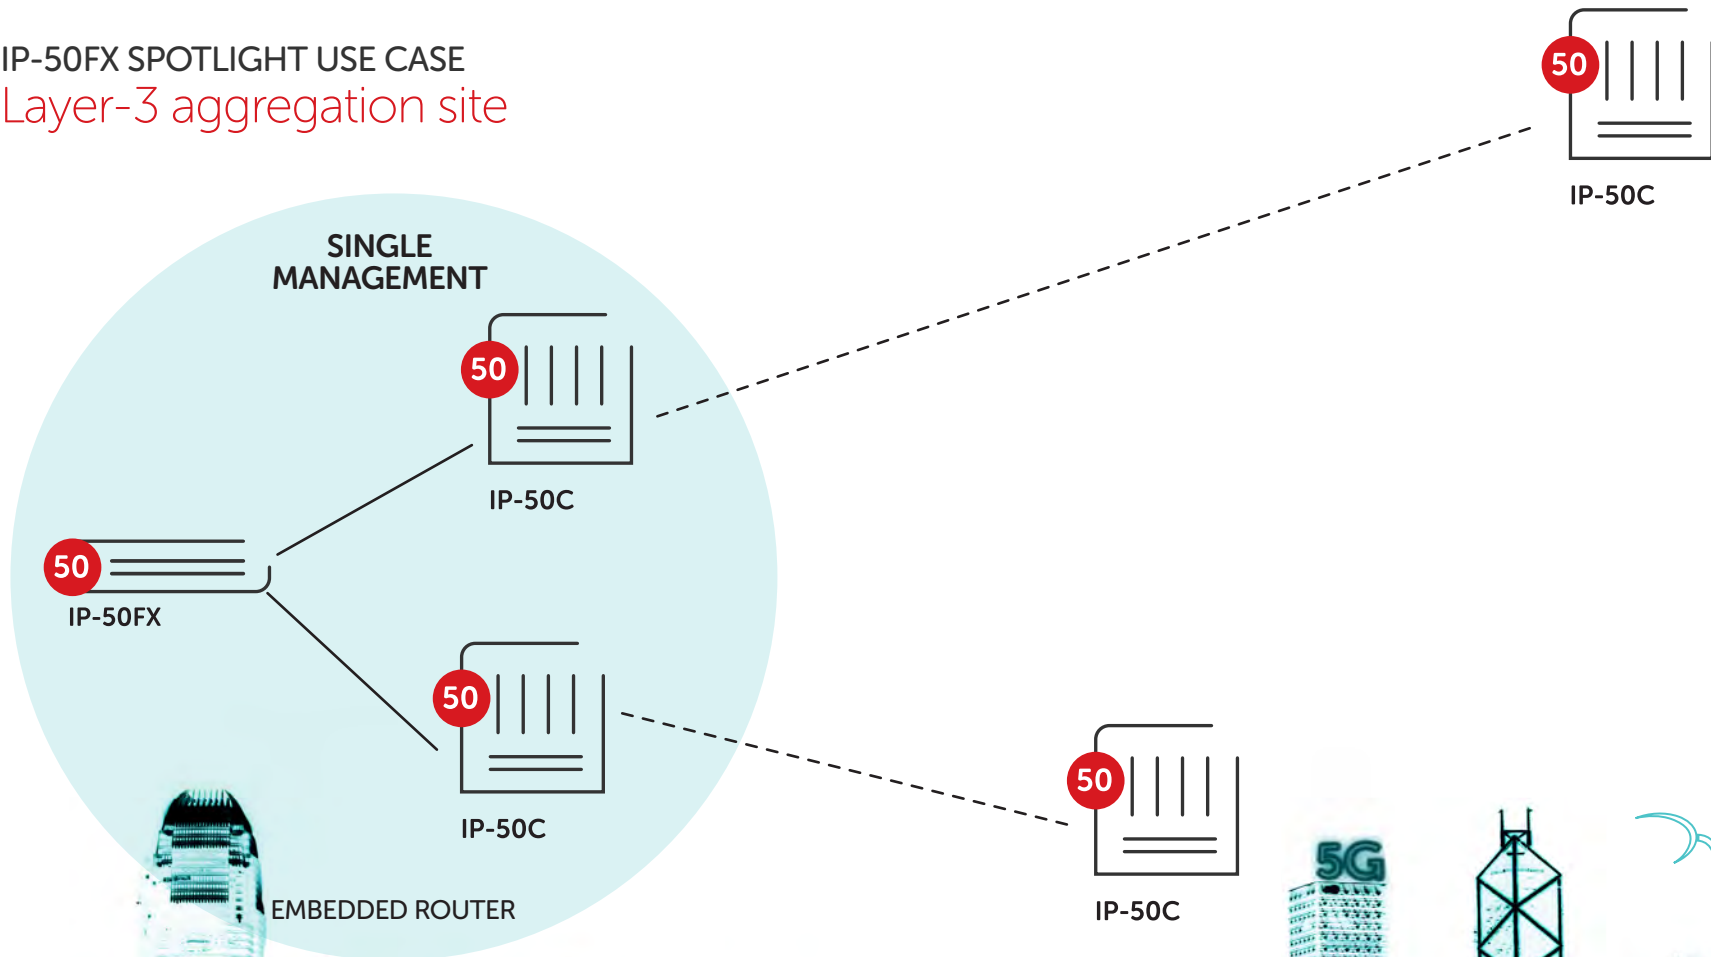 IP-50FX SPOTLIGHT USE CASE
Layer-3 aggregation site
50
IP-50C
SINGLE
MANAGEMENT
50
IP-50C
50
IP-50FX
50
IP-50C
50
IP-50C
5G
EMBEDDED ROUTER